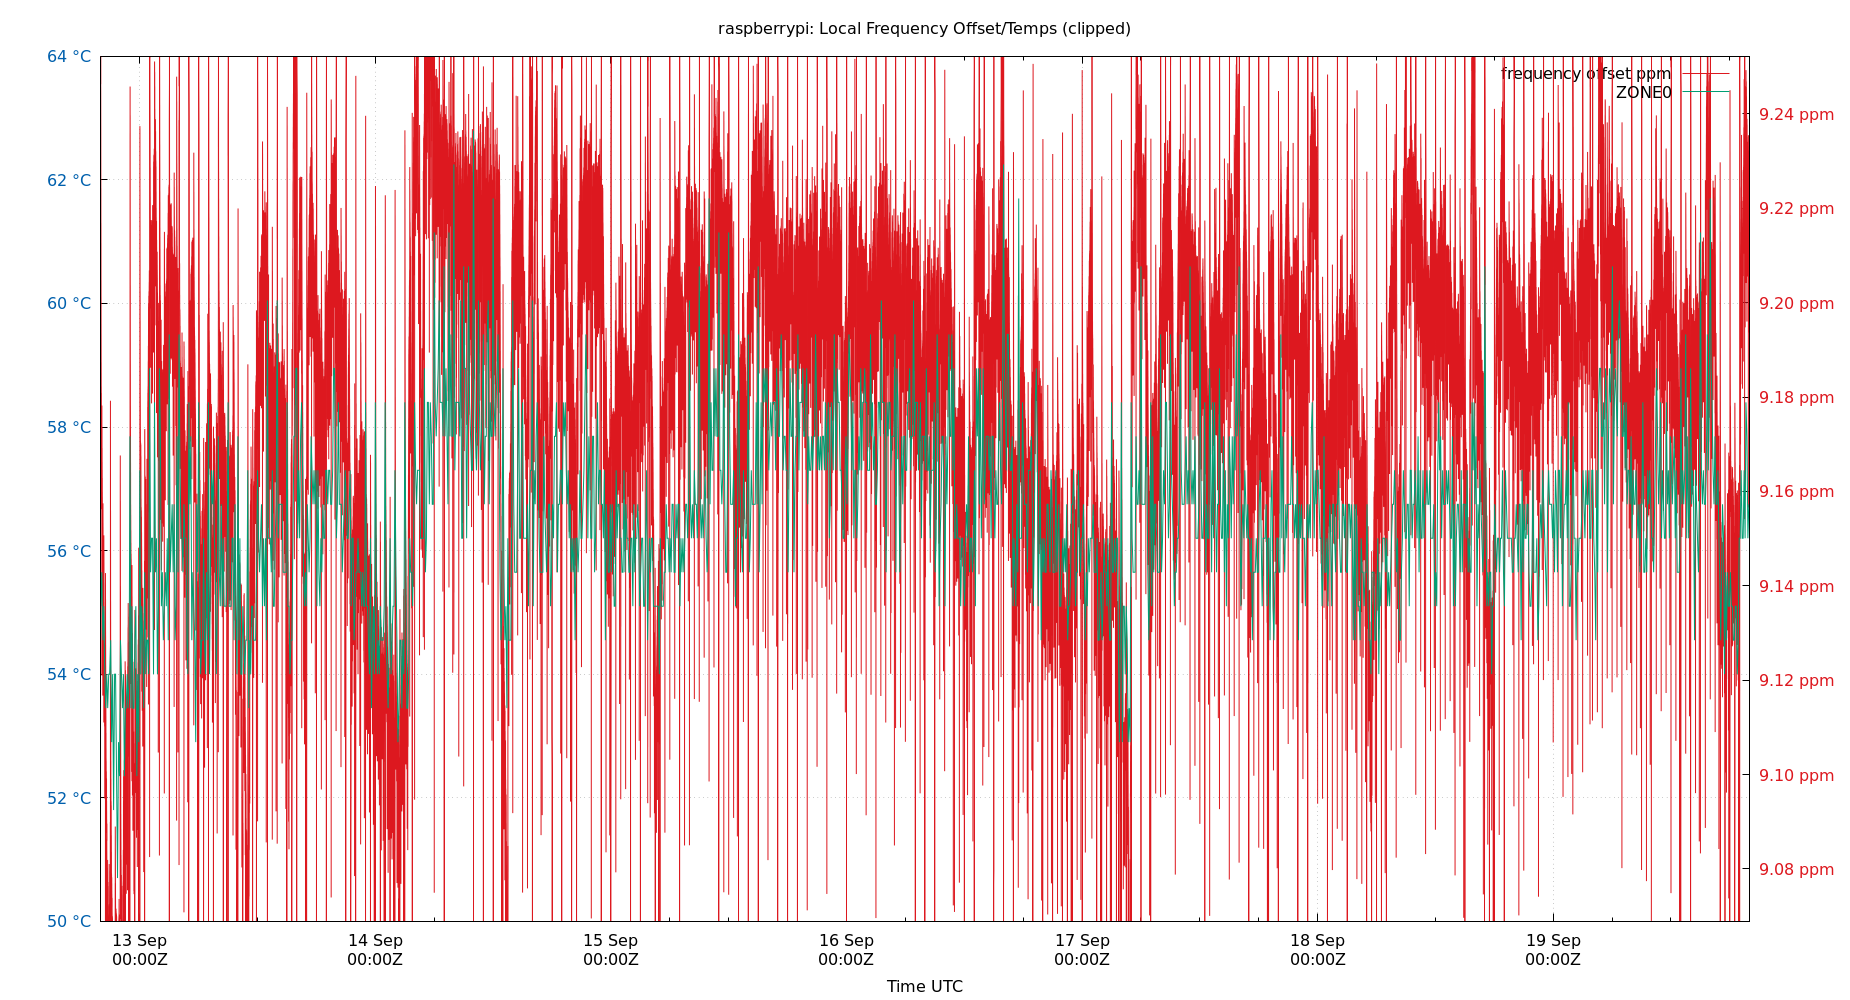 raspberrypi: Local Frequency Offset/Temps (clipped)
64 °C
62 °C
60 °C
58 °C
56 °C
54 °C
52 °C
50 °C
frequency offset ppm
ZONE0
9.24 ppm
9.22 ppm
9.20 ppm
9.18 ppm
9.16 ppm
9.14 ppm
9.12 ppm
9.10 ppm
9.08 ppm
13 Sep
00:00Z
14 Sep
00:00Z
15 Sep
00:00Z
16 Sep
00:00Z
17 Sep
00:00Z
18 Sep
00:00Z
19 Sep
00:00Z
Time UTC